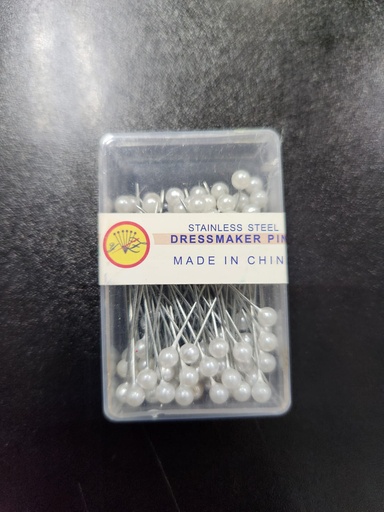 STAINLESS STEEL
DRESSMAKER PIN
MADE IN CHIN